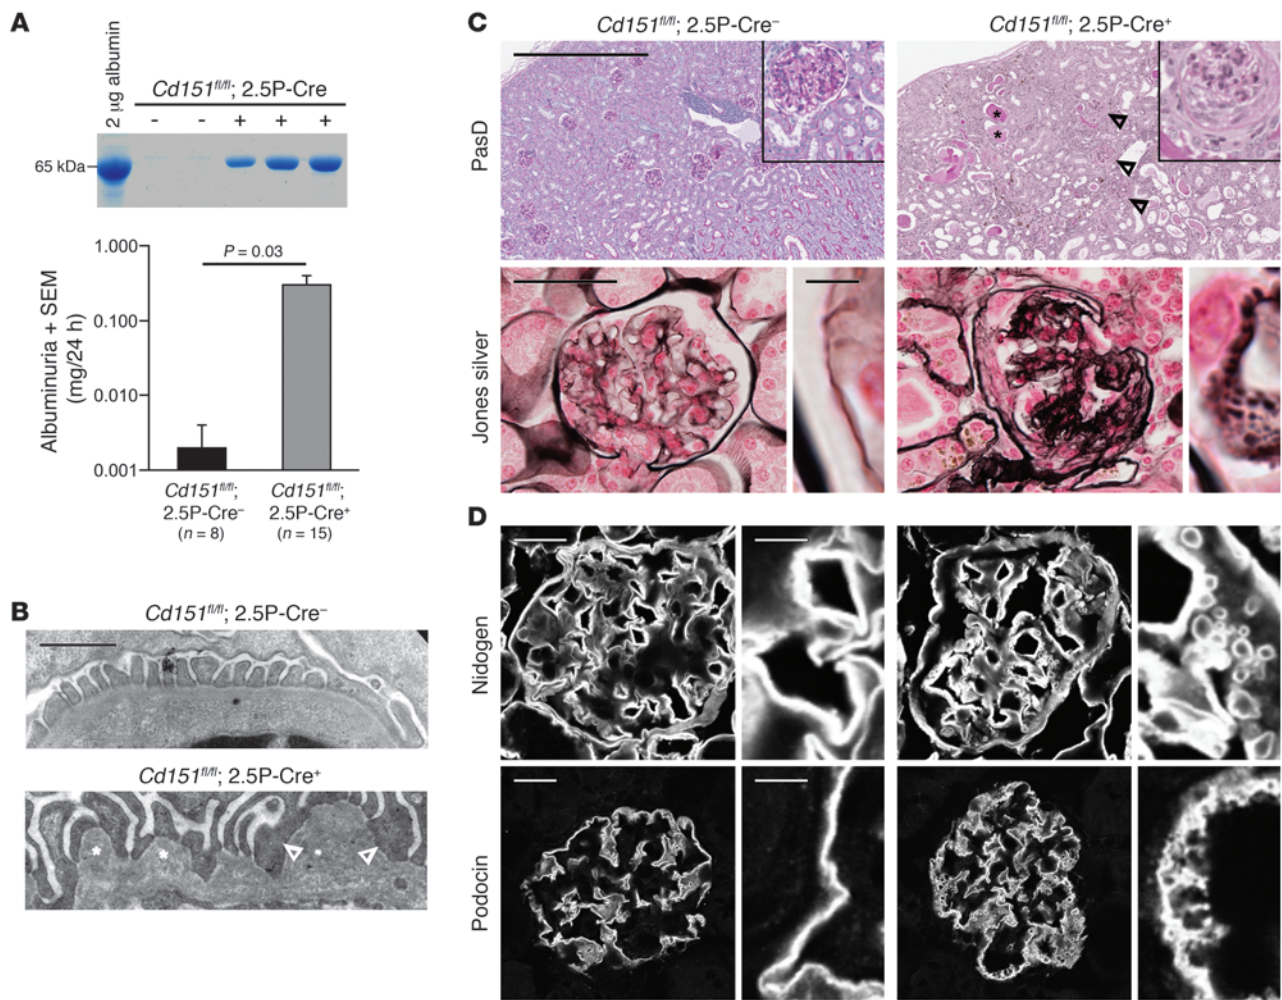 A
2 µg albumin
Cd151fl/fl; 2.5P-Cre
- - + + +
65 kDa
Albuminuria + SEM
(mg/24 h)
1.000
0.100
0.010
0.001
P = 0.03
Cd151fl/fl;
2.5P-Cre–
(n = 8)
Cd151fl/fl;
2.5P-Cre+
(n = 15)
B
Cd151fl/fl; 2.5P-Cre–
Cd151fl/fl; 2.5P-Cre+
* * *
C
Cd151fl/fl; 2.5P-Cre–
Cd151fl/fl; 2.5P-Cre+
PasD
*
*
Jones silver
D
Nidogen
Podocin